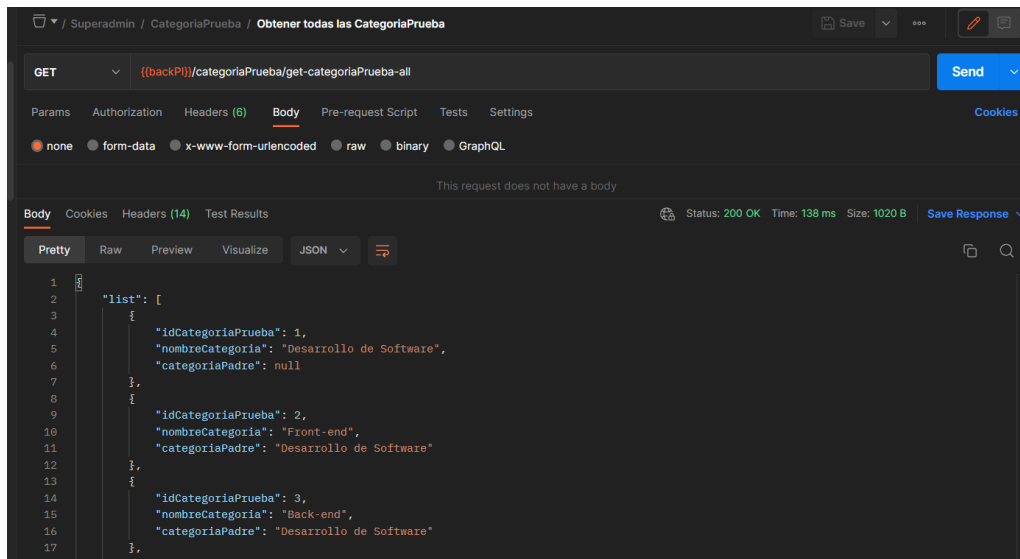 / Superadmin / CategoriaPrueba / Obtener todas las CategoriaPrueba
Save
GET {{backPI}}/categoriaPrueba/get-categoriaPrueba-all Send
Params Authorization Headers (6) Body Pre-request Script Tests Settings Cookies
none form-data x-www-form-urlencoded raw binary GraphQL
This request does not have a body
Body Cookies Headers (14) Test Results Status: 200 OK Time: 138 ms Size: 1020 B Save Response
Pretty Raw Preview Visualize JSON
1 {
2 "list": [
3 {
4 "idCategoriaPrueba": 1,
5 "nombreCategoria": "Desarrollo de Software",
6 "categoriaPadre": null
7 },
8 {
9 "idCategoriaPrueba": 2,
10 "nombreCategoria": "Front-end",
11 "categoriaPadre": "Desarrollo de Software"
12 },
13 {
14 "idCategoriaPrueba": 3,
15 "nombreCategoria": "Back-end",
16 "categoriaPadre": "Desarrollo de Software"
17 },